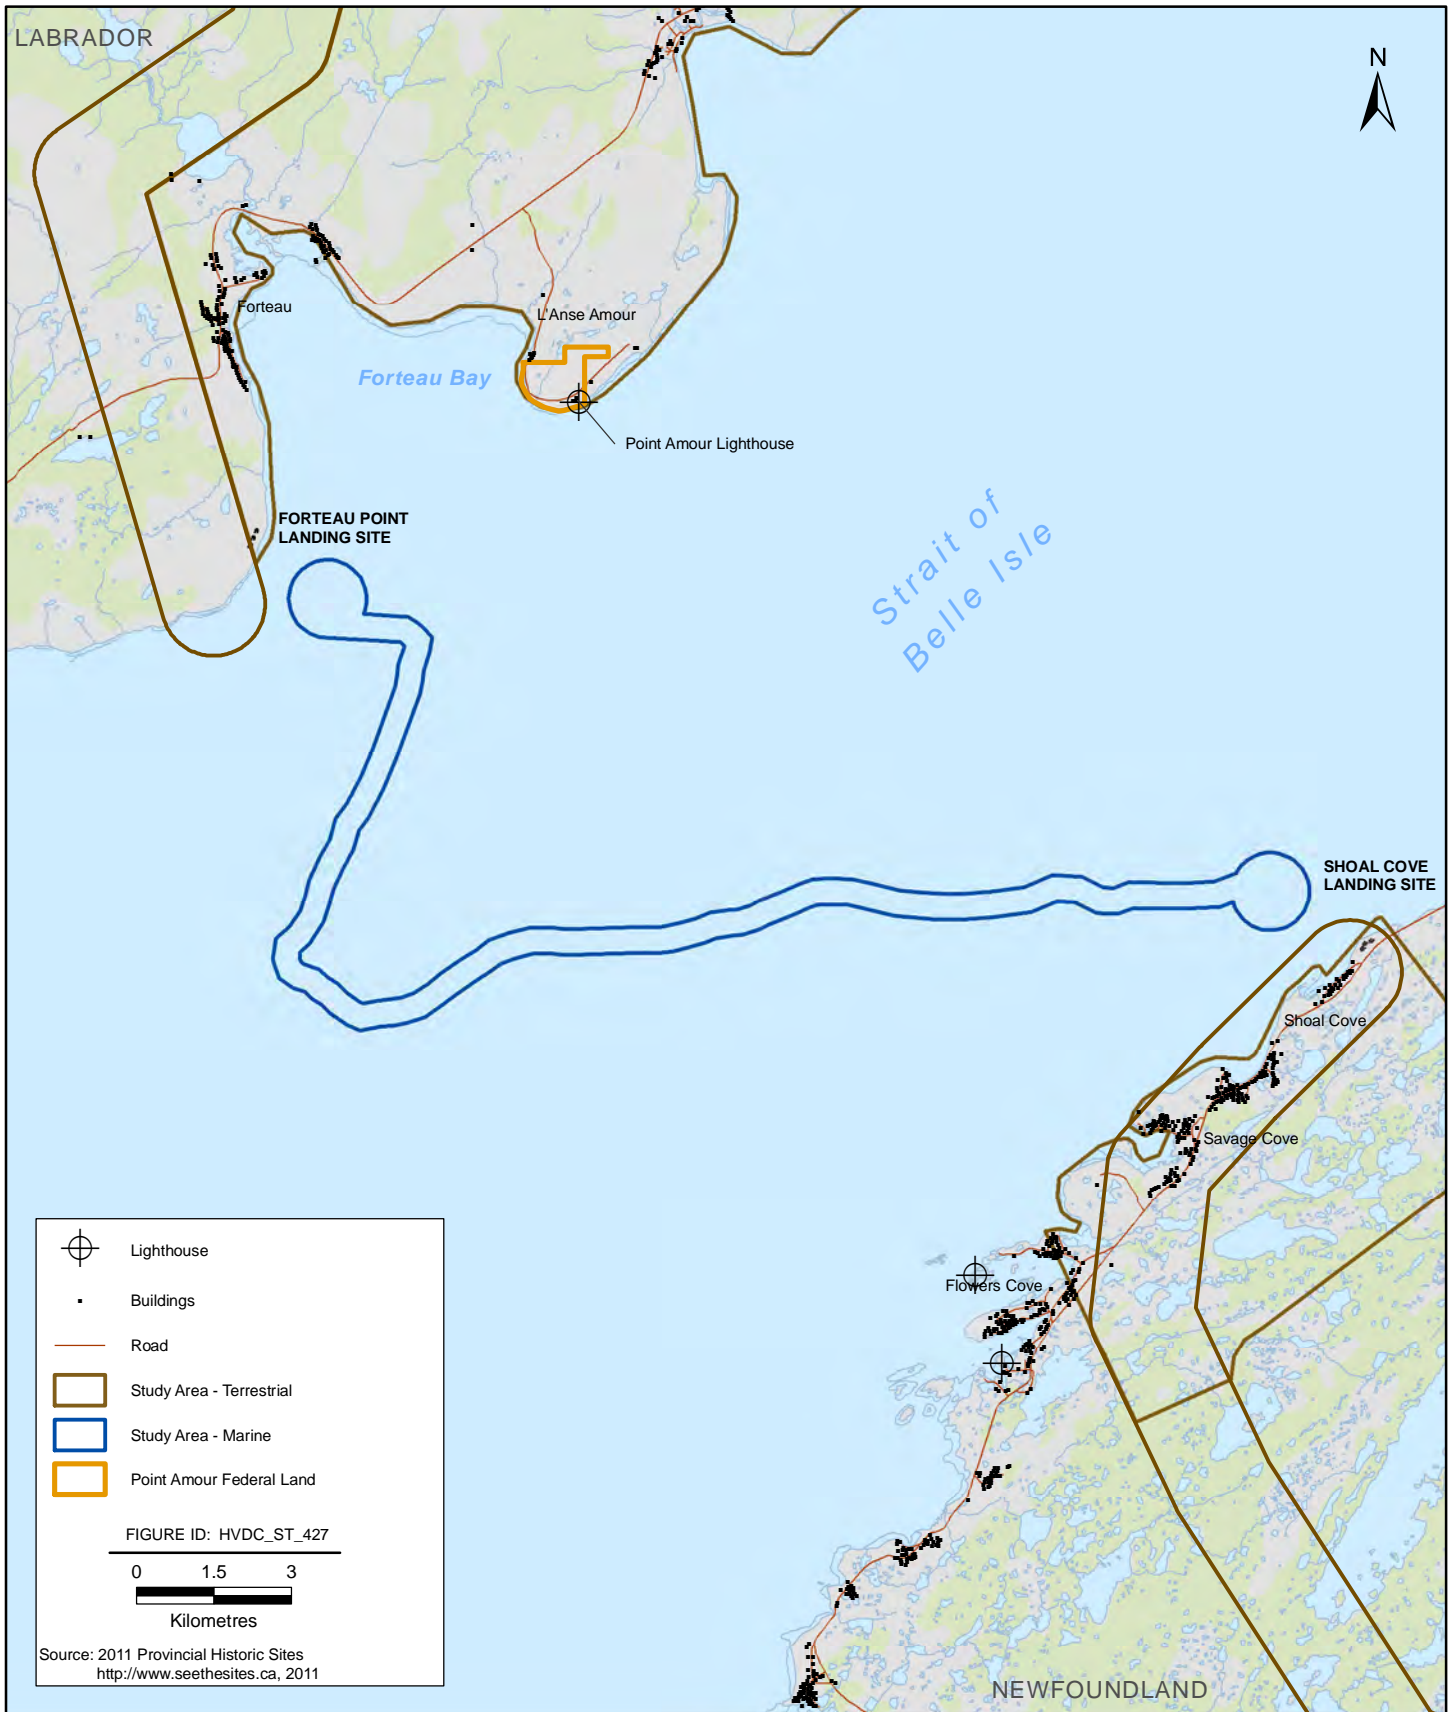 LABRADOR
N
Forteau
L'Anse Amour
Forteau Bay
Point Amour Lighthouse
FORTEAU POINT
LANDING SITE
Strait of
Belle Isle
SHOAL COVE
LANDING SITE
Shoal Cove
Savage Cove
Flowers Cove
Lighthouse
Buildings
Road
Study Area - Terrestrial
Study Area - Marine
Point Amour Federal Land
FIGURE ID: HVDC_ST_427
0 1.5 3
Kilometres
Source: 2011 Provincial Historic Sites
http://www.seethesites.ca, 2011
NEWFOUNDLAND